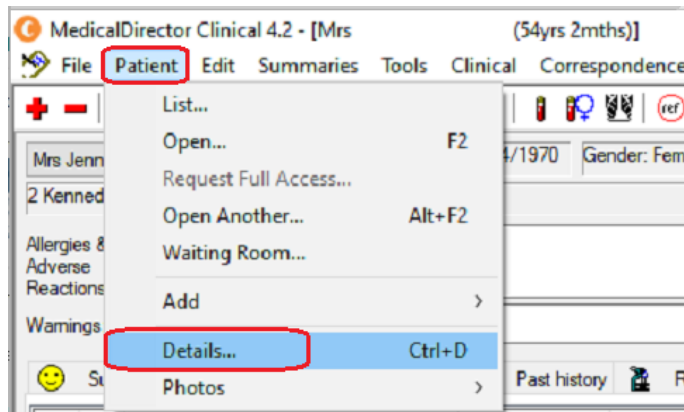 MedicalDirector Clinical 4.2 - [Mrs (54yrs 2mths)]
File Patient Edit Summaries Tools Clinical Correspondence
List...
ref
Open... F2
Mrs Jenn 4/1970 Gender: Fem
Request Full Access...
2 Kenned
Open Another... Alt+F2
Allergies &
Adverse
Reactions
Waiting Room...
Add >
Warnings
Details... Ctrl+D
Su Past history
Photos >